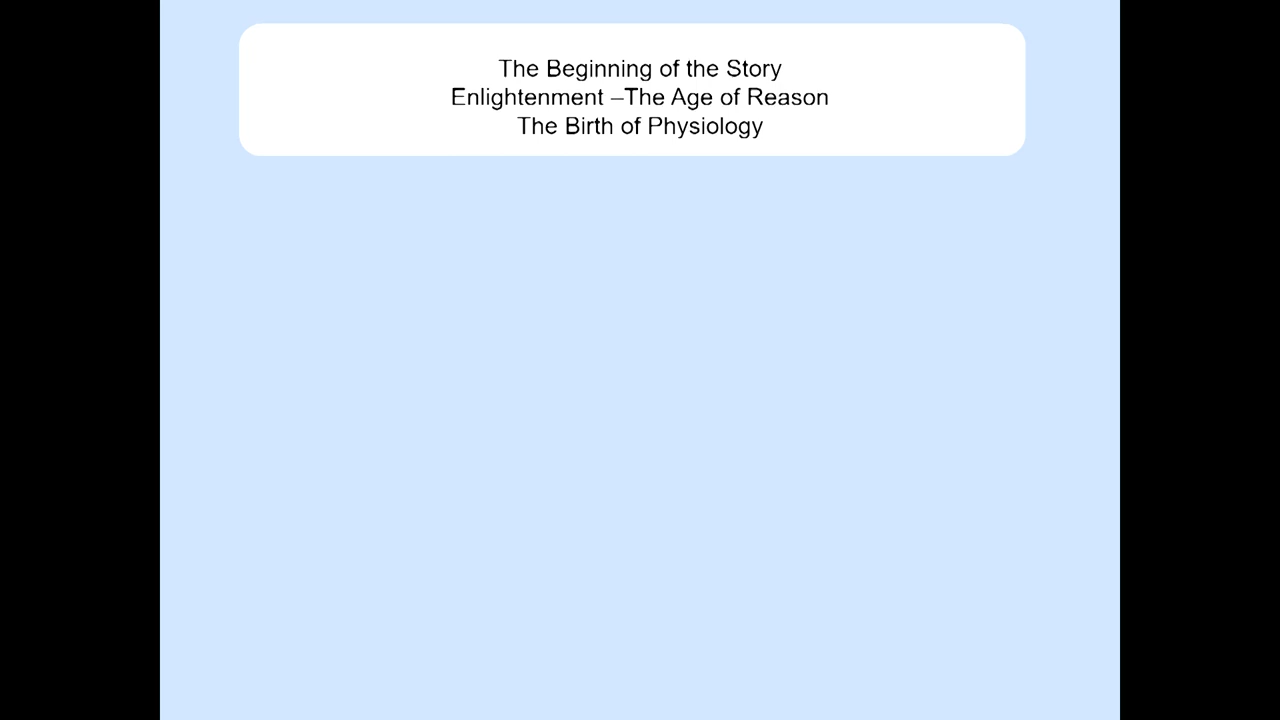 The Beginning of the Story
Enlightenment –The Age of Reason
The Birth of Physiology